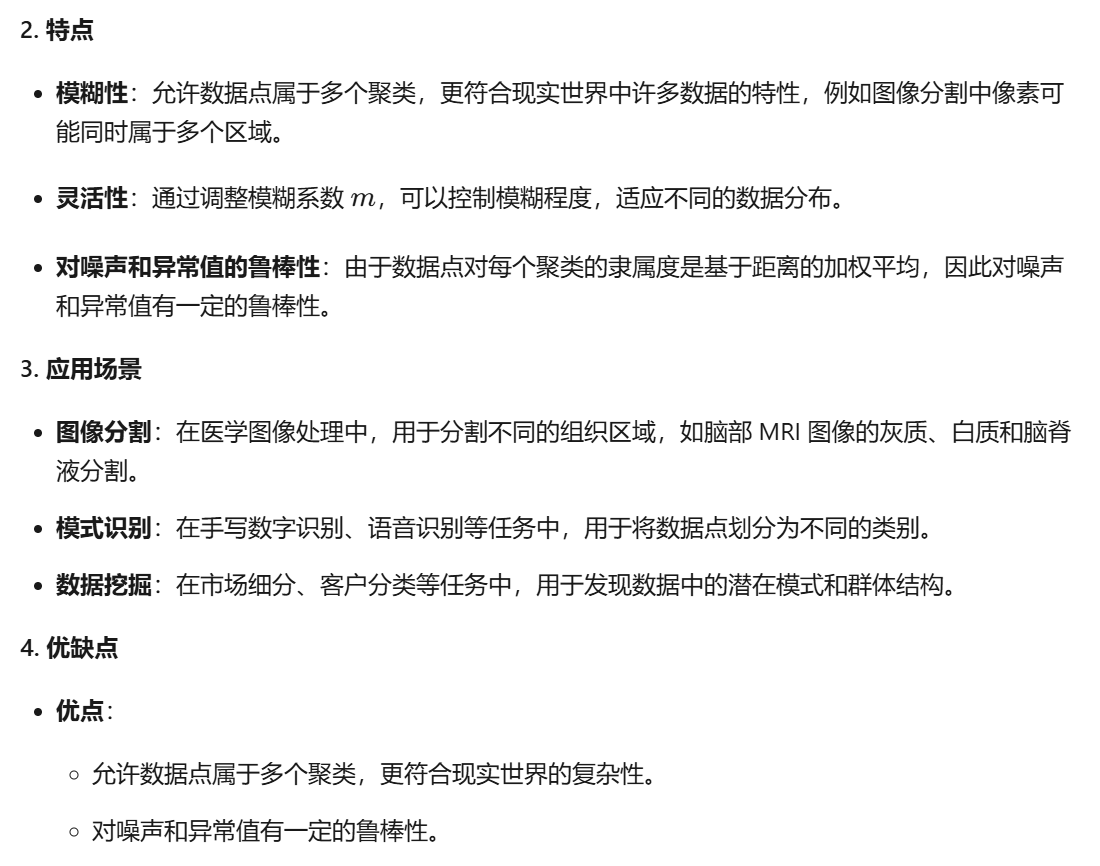 2. 特点
• 模糊性：允许数据点属于多个聚类，更符合现实世界中许多数据的特性，例如图像分割中像素可
能同时属于多个区域。
• 灵活性：通过调整模糊系数 m，可以控制模糊程度，适应不同的数据分布。
• 对噪声和异常值的鲁棒性：由于数据点对每个聚类的隶属度是基于距离的加权平均，因此对噪声
和异常值有一定的鲁棒性。
3. 应用场景
• 图像分割：在医学图像处理中，用于分割不同的组织区域，如脑部 MRI 图像的灰质、白质和脑脊
液分割。
• 模式识别：在手写数字识别、语音识别等任务中，用于将数据点划分为不同的类别。
• 数据挖掘：在市场细分、客户分类等任务中，用于发现数据中的潜在模式和群体结构。
4. 优缺点
• 优点：
◦ 允许数据点属于多个聚类，更符合现实世界的复杂性。
◦ 对噪声和异常值有一定的鲁棒性。